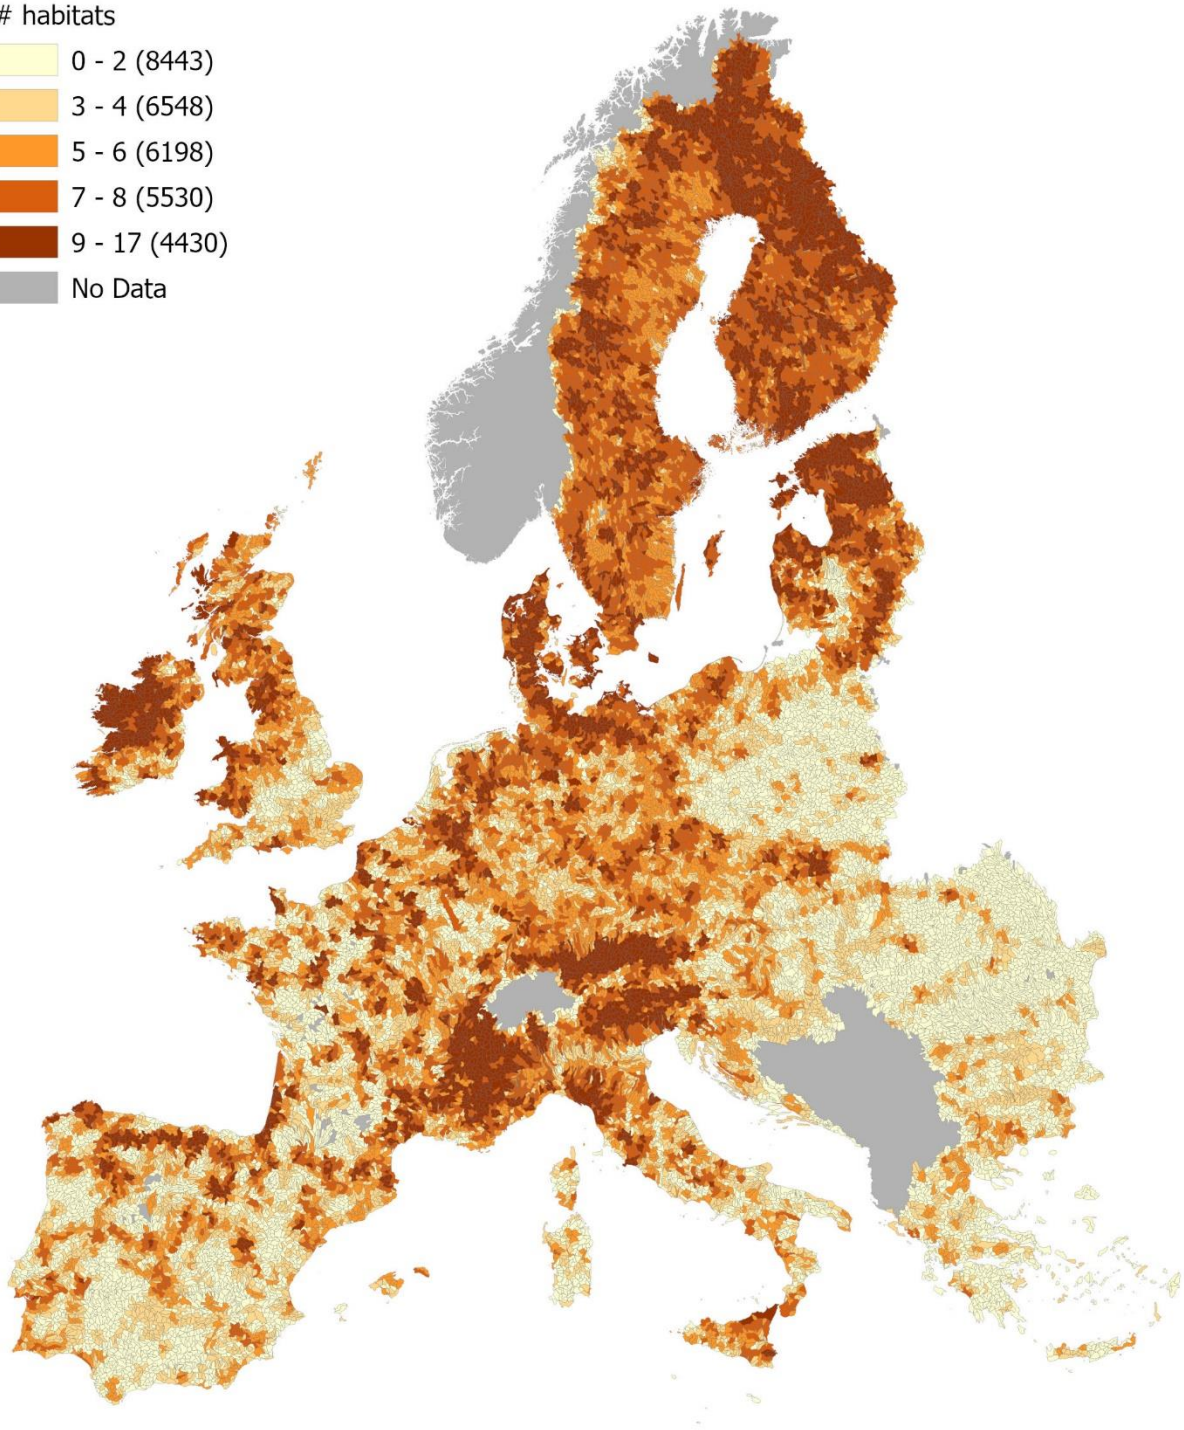 # habitats
0 - 2 (8443)
3 - 4 (6548)
5 - 6 (6198)
7 - 8 (5530)
9 - 17 (4430)
No Data